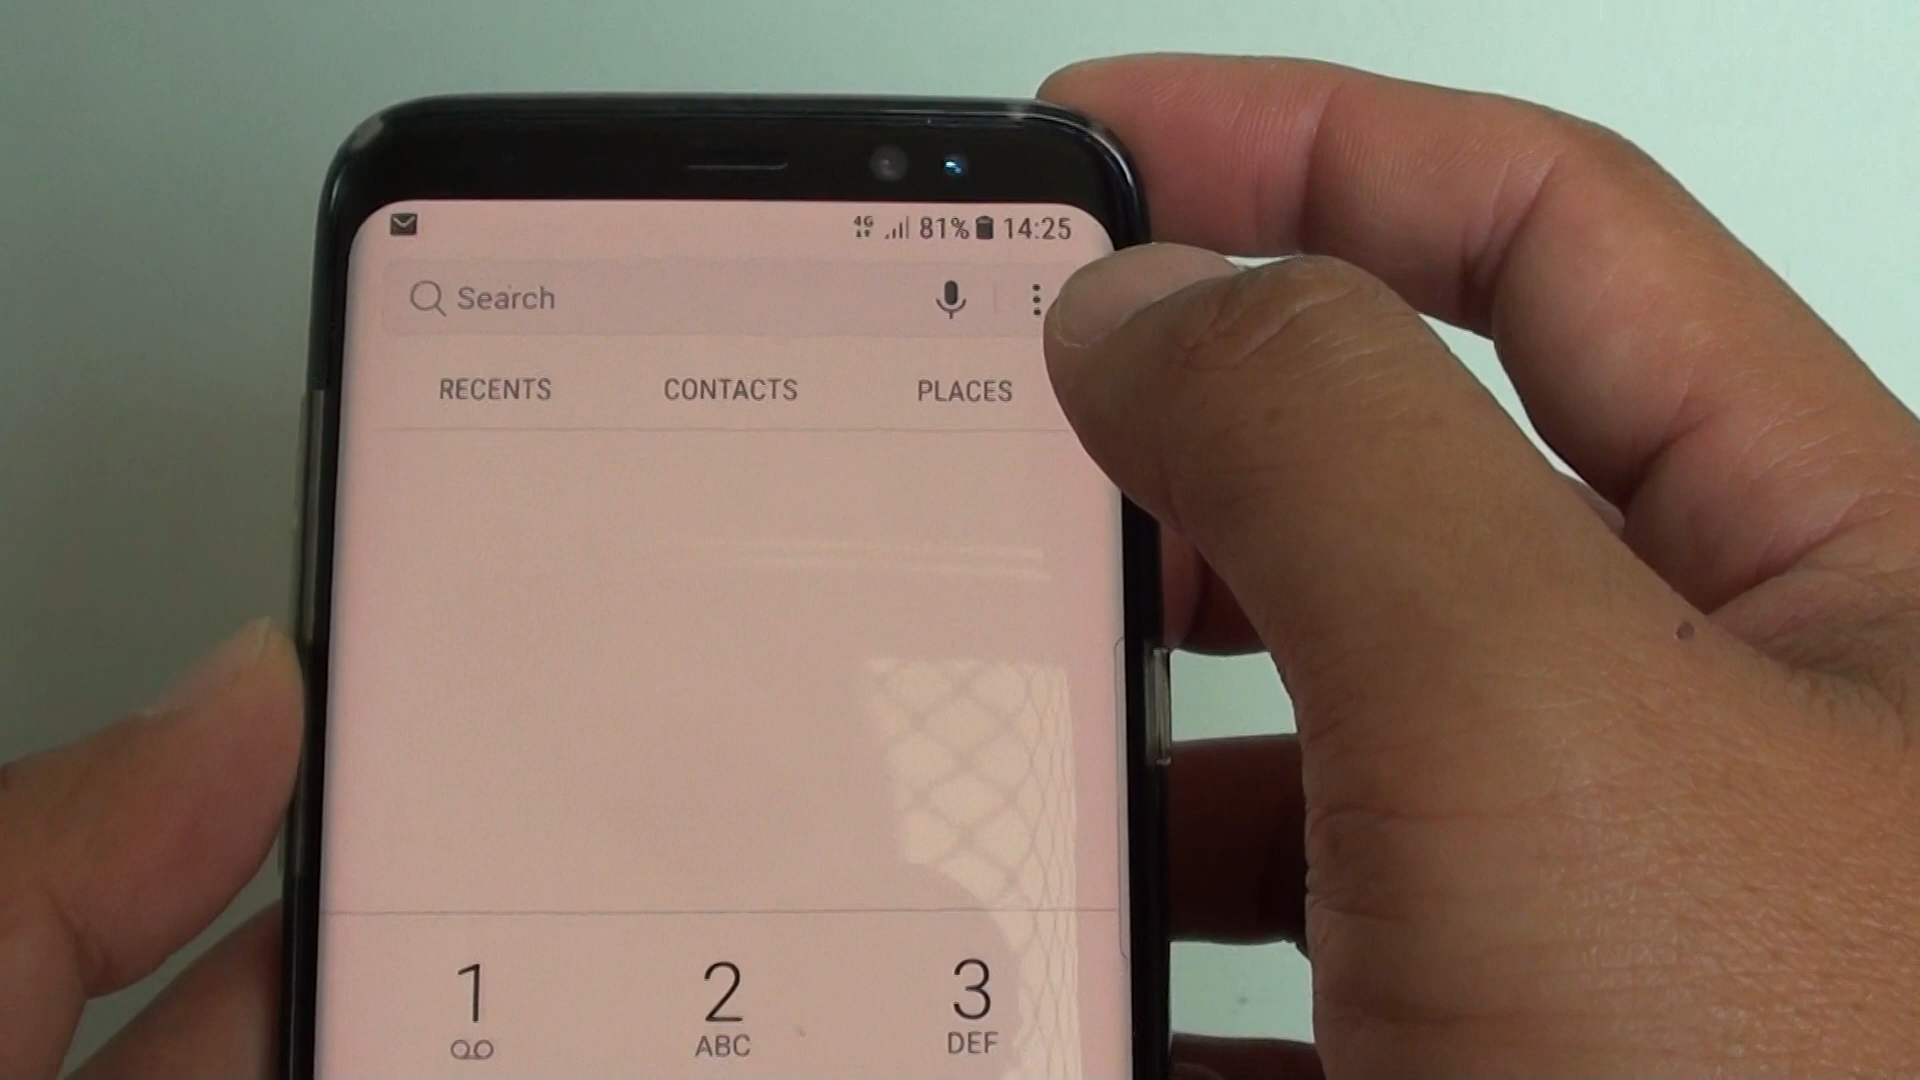 4G 81% 14:25
Search
RECENTS CONTACTS PLACES
1 2 3
ABC DEF